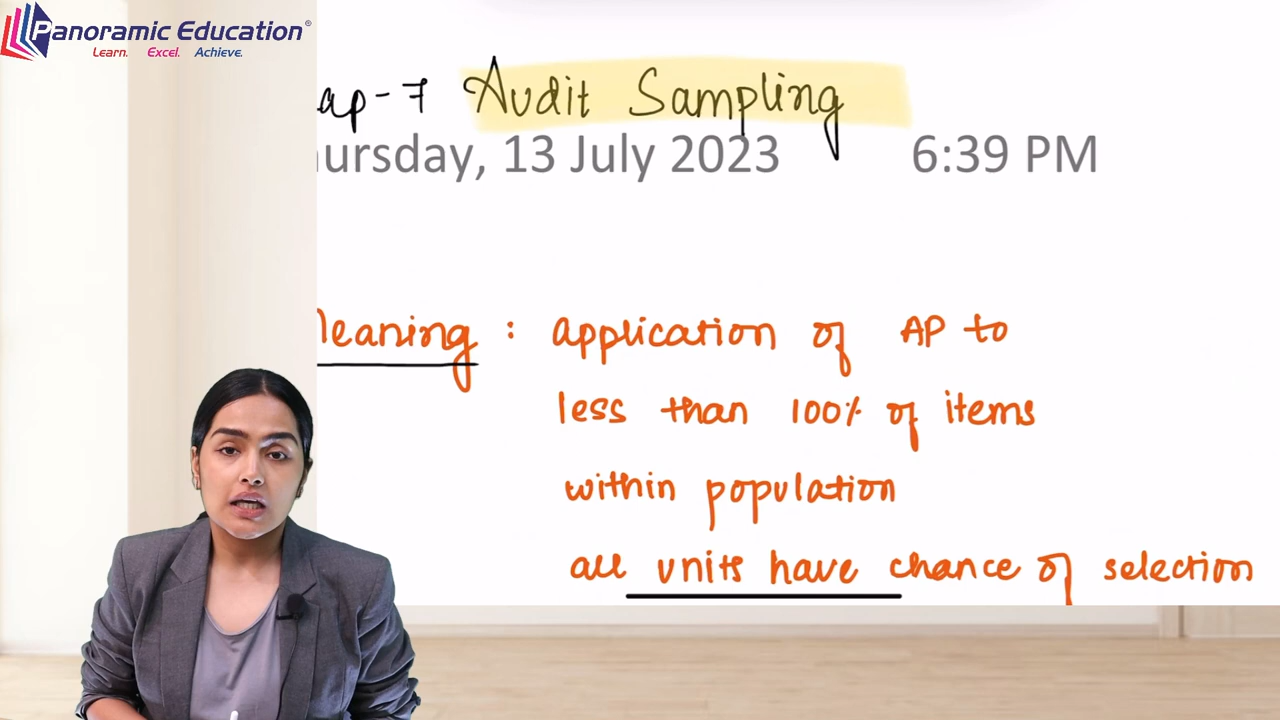 Panoramic Education®
Learn. Excel. Achieve.
ap-7 Audit Sampling
ursday, 13 July 2023 6:39 PM
leaning : application of AP to
less than 100% of items
within population
all units have chance of selection